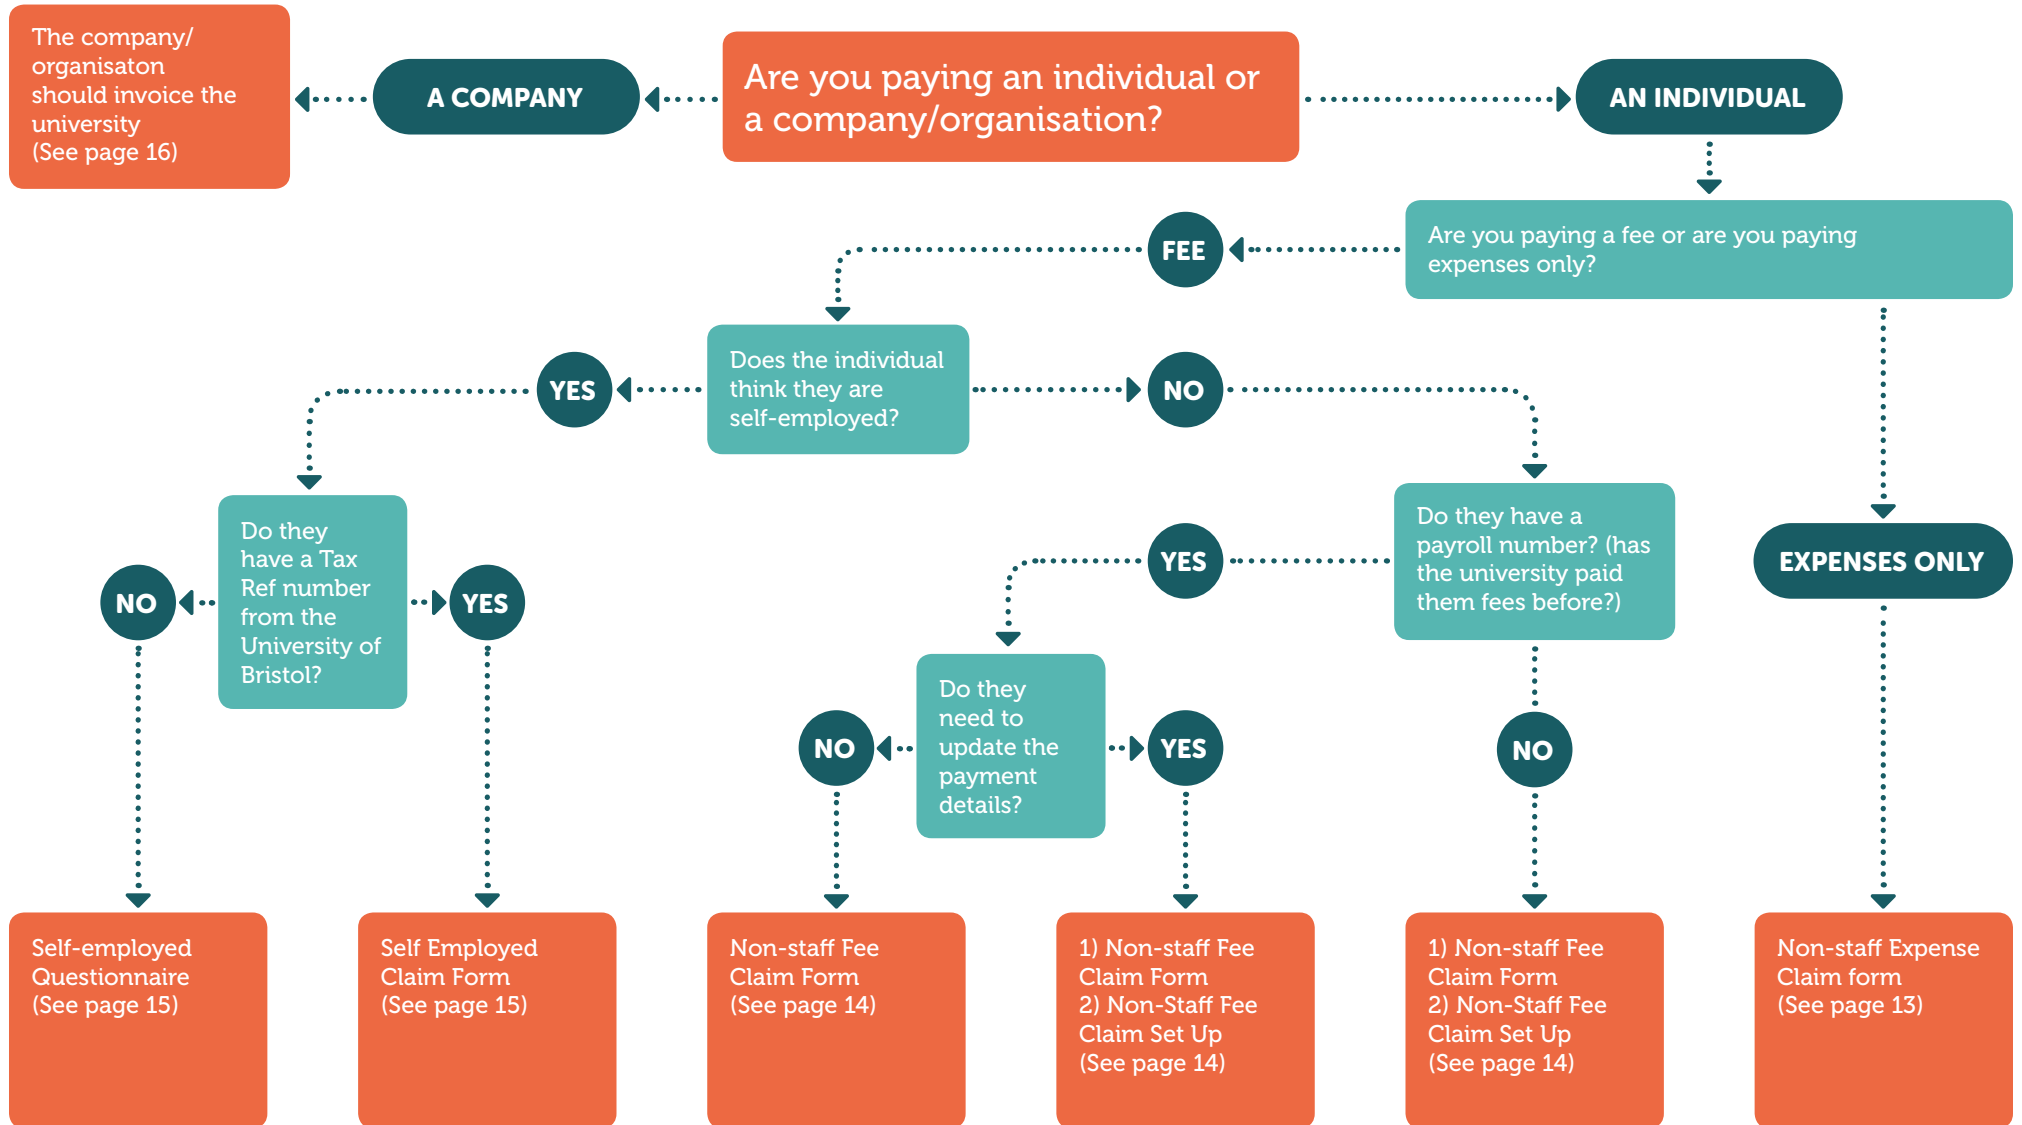 The company/
organisaton
should invoice the
university
(See page 16)
A COMPANY
Are you paying an individual or
a company/organisation?
AN INDIVIDUAL
Are you paying a fee or are you paying
expenses only?
FEE
Does the individual
think they are
self-employed?
YES
NO
Do they
have a Tax
Ref number
from the
University of
Bristol?
NO
YES
Do they have a
payroll number? (has
the university paid
them fees before?)
YES
EXPENSES ONLY
Do they
need to
update the
payment
details?
NO
YES
NO
Self-employed
Questionnaire
(See page 15)
Self Employed
Claim Form
(See page 15)
Non-staff Fee
Claim Form
(See page 14)
1) Non-staff Fee
Claim Form
2) Non-Staff Fee
Claim Set Up
(See page 14)
1) Non-staff Fee
Claim Form
2) Non-Staff Fee
Claim Set Up
(See page 14)
Non-staff Expense
Claim form
(See page 13)